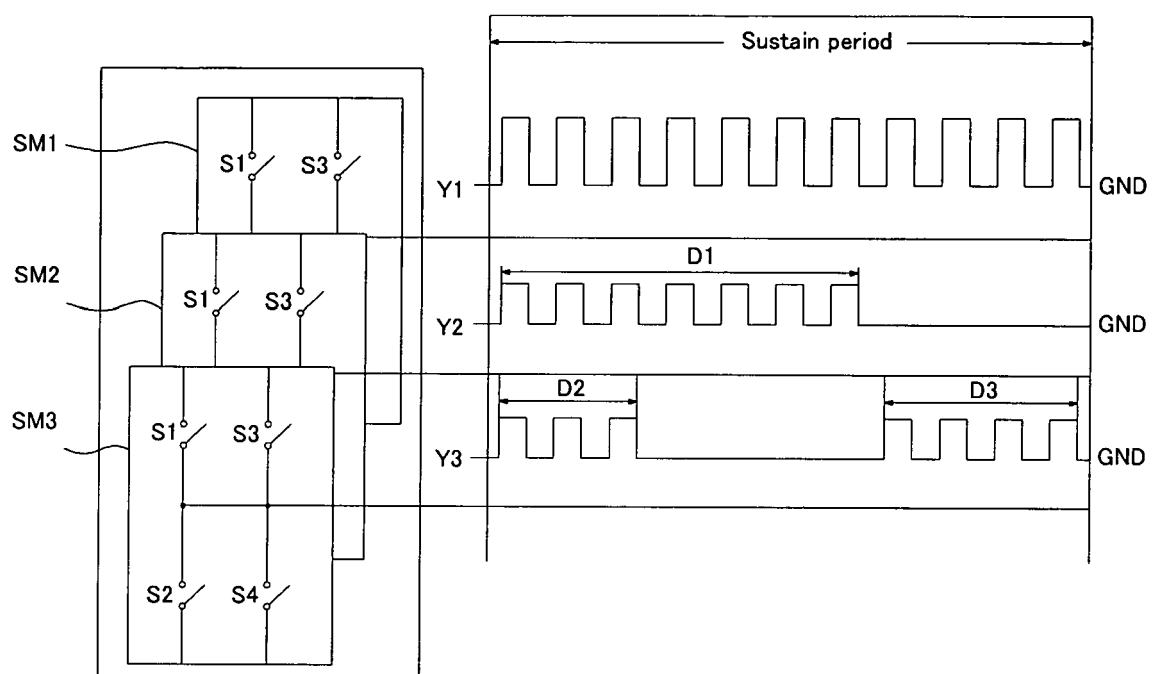 Sustain period
SM1
S1
S3
Y1
GND
SM2
S1
S3
D1
Y2
GND
SM3
S1
S3
D2
D3
Y3
GND
S2
S4